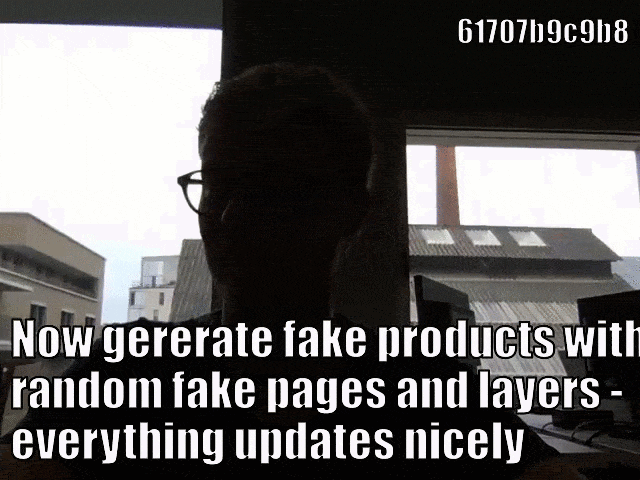 61707b9c9b8
Now gererate fake products with
random fake pages and layers -
everything updates nicely